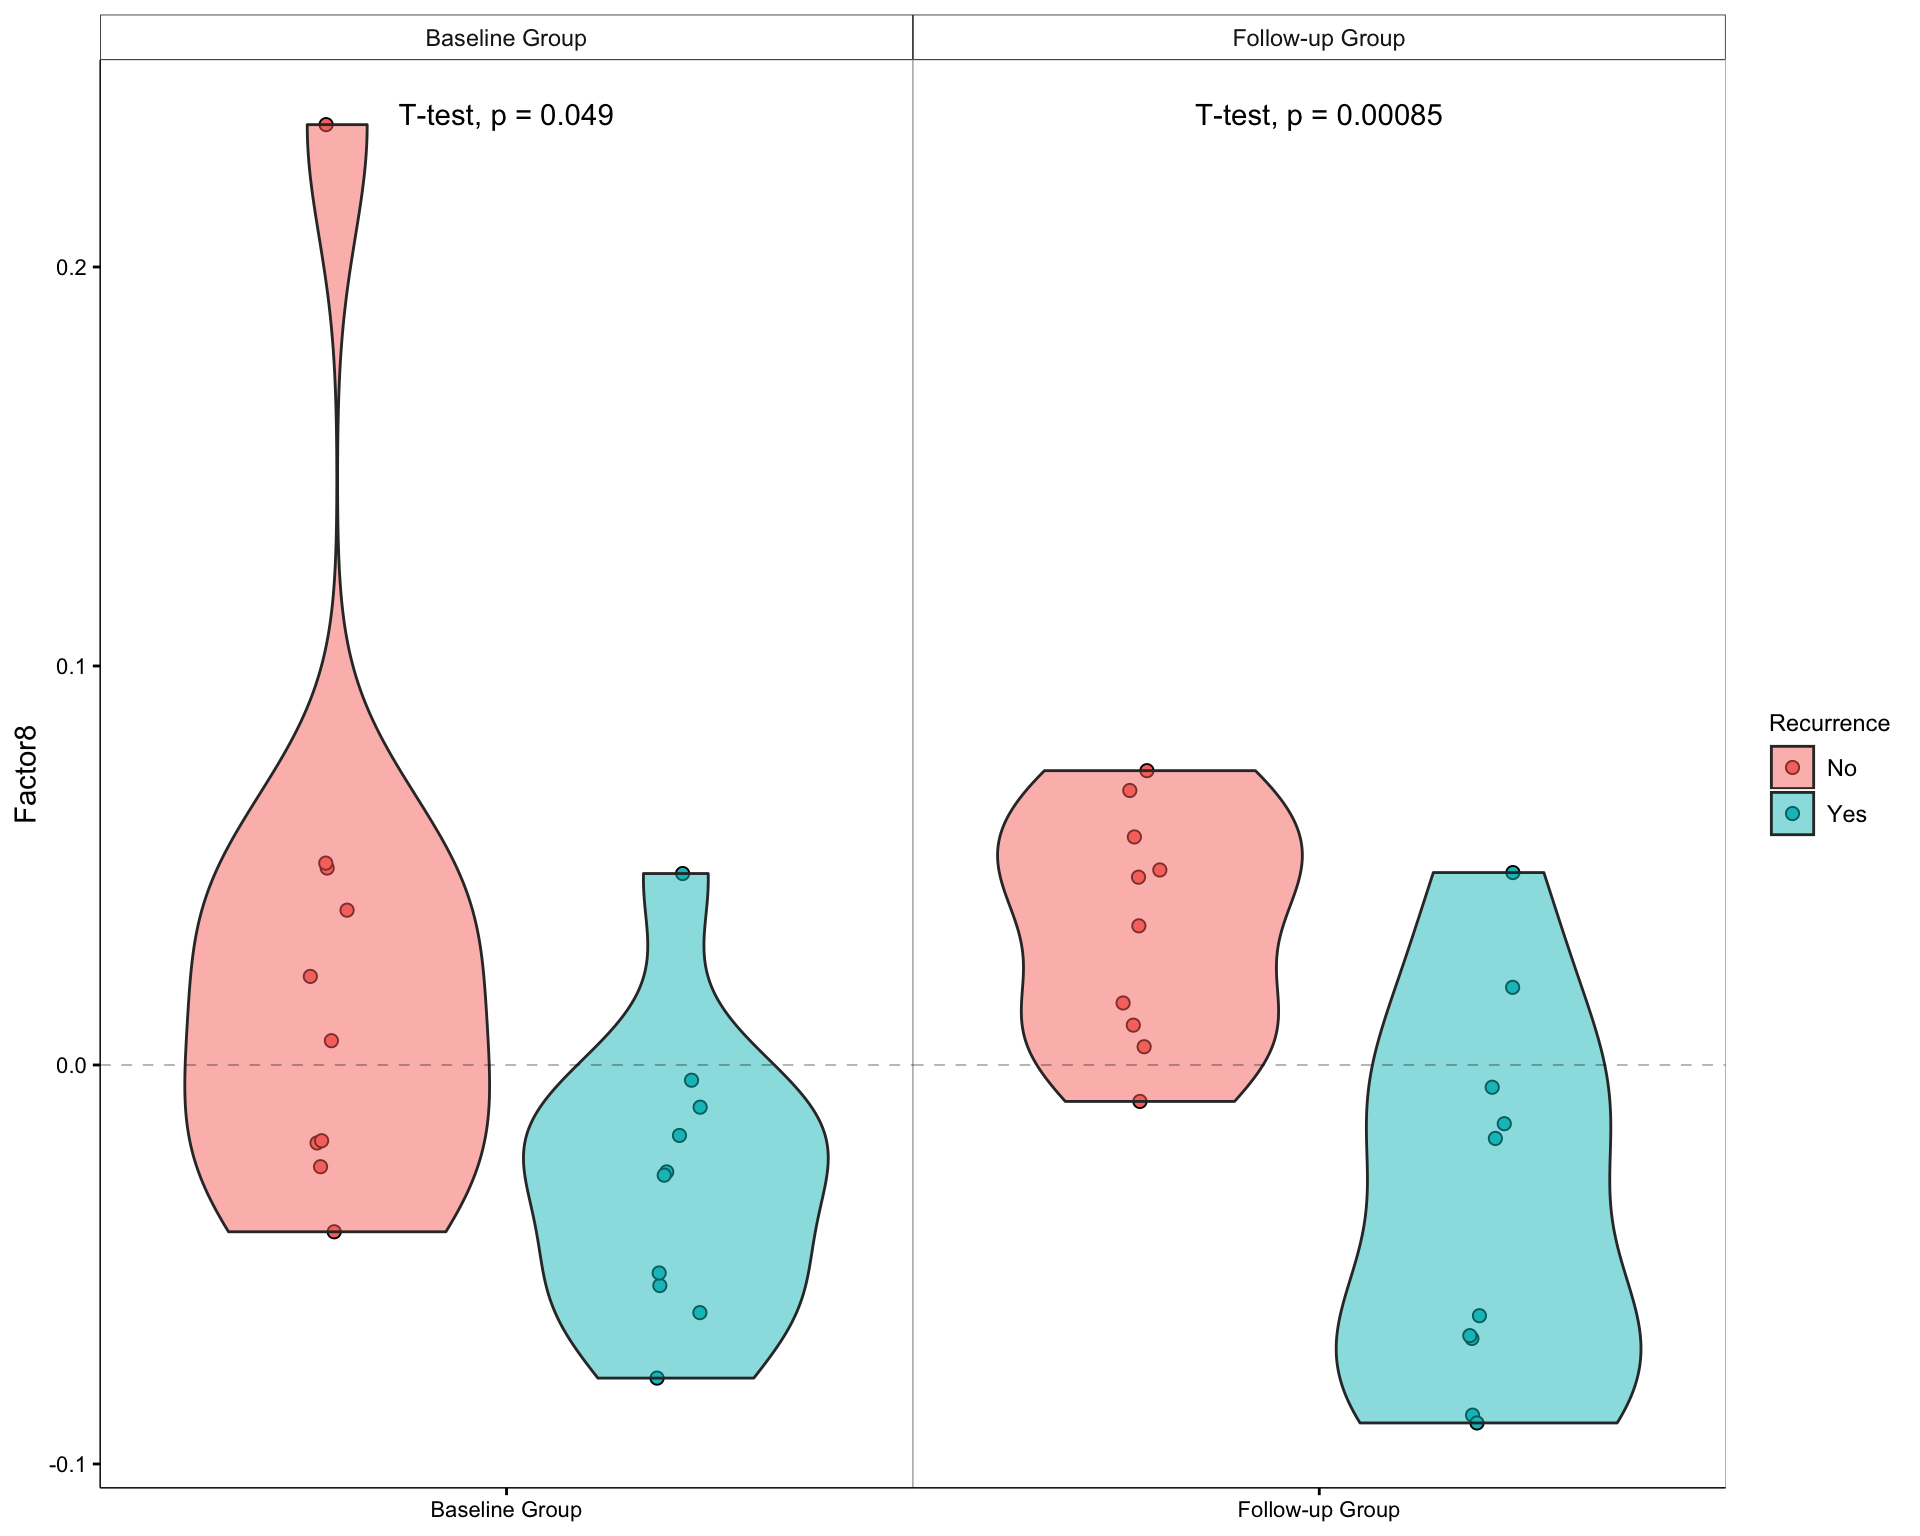 Baseline Group
Follow-up Group
T-test, p = 0.049
T-test, p = 0.00085
0.2
0.1
0.0
-0.1
Factor8
Baseline Group
Follow-up Group
Recurrence
No
Yes